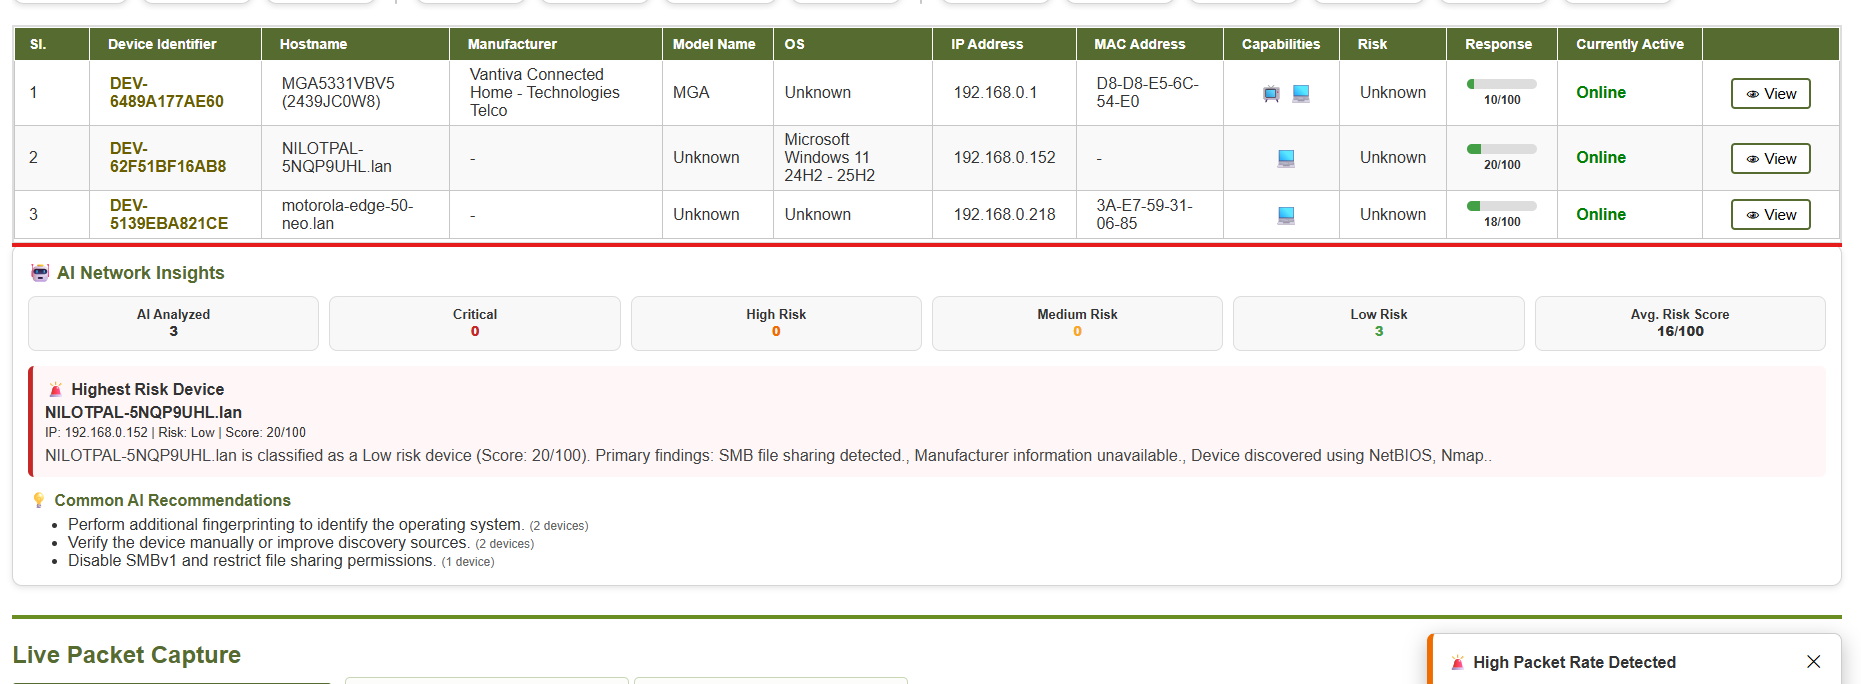 Sl. Device Identifier Hostname Manufacturer Model Name OS IP Address MAC Address Capabilities Risk Response Currently Active
1 DEV-6489A177AE60 MGA5331VBV5 (2439JC0W8) Vantiva Connected Home - Technologies Telco MGA Unknown 192.168.0.1 D8-D8-E5-6C-54-E0 Unknown 10/100 Online View
2 DEV-62F51BF16AB8 NILOTPAL-5NQP9UHL.lan - Unknown Microsoft Windows 11 24H2 - 25H2 192.168.0.152 - Unknown 20/100 Online View
3 DEV-5139EBA821CE motorola-edge-50-neo.lan - Unknown Unknown 192.168.0.218 3A-E7-59-31-06-85 Unknown 18/100 Online View
AI Network Insights
AI Analyzed Critical High Risk Medium Risk Low Risk Avg. Risk Score
3 0 0 0 3 16/100
Highest Risk Device
NILOTPAL-5NQP9UHL.lan
IP: 192.168.0.152 | Risk: Low | Score: 20/100
NILOTPAL-5NQP9UHL.lan is classified as a Low risk device (Score: 20/100). Primary findings: SMB file sharing detected., Manufacturer information unavailable., Device discovered using NetBIOS, Nmap..
Common AI Recommendations
Perform additional fingerprinting to identify the operating system. (2 devices)
Verify the device manually or improve discovery sources. (2 devices)
Disable SMBv1 and restrict file sharing permissions. (1 device)
Live Packet Capture
High Packet Rate Detected